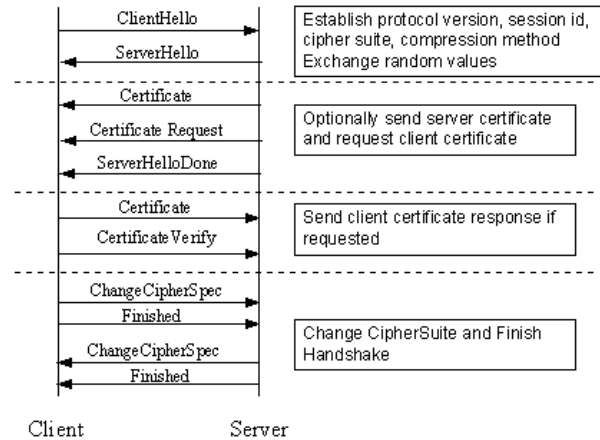 ClientHello
ServerHello
Establish protocol version, session id,
cipher suite, compression method
Exchange random values
Certificate
Certificate Request
ServerHelloDone
Optionally send server certificate
and request client certificate
Certificate
CertificateVerify
Send client certificate response if
requested
ChangeCipherSpec
Finished
ChangeCipherSpec
Finished
Change CipherSuite and Finish
Handshake
Client
Server